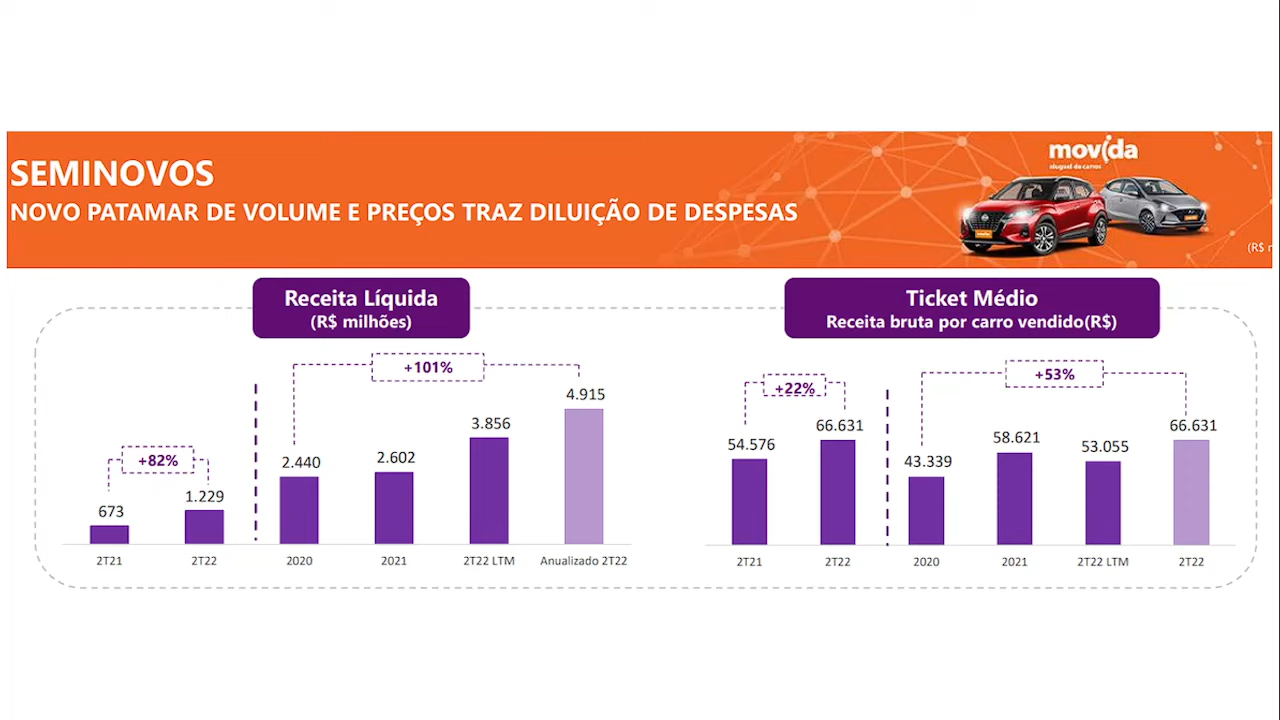 movida
aluguel de carros
SEMINOVOS
NOVO PATAMAR DE VOLUME E PREÇOS TRAZ DILUIÇÃO DE DESPESAS
(R$
Receita Líquida
(R$ milhões)
+101%
4.915
3.856
+82%
2.440
2.602
1.229
673
2T21
2T22
2020
2021
2T22 LTM
Anualizado 2T22
Ticket Médio
Receita bruta por carro vendido(R$)
+53%
+22%
66.631
66.631
58.621
54.576
53.055
43.339
2T21
2T22
2020
2021
2T22 LTM
2T22